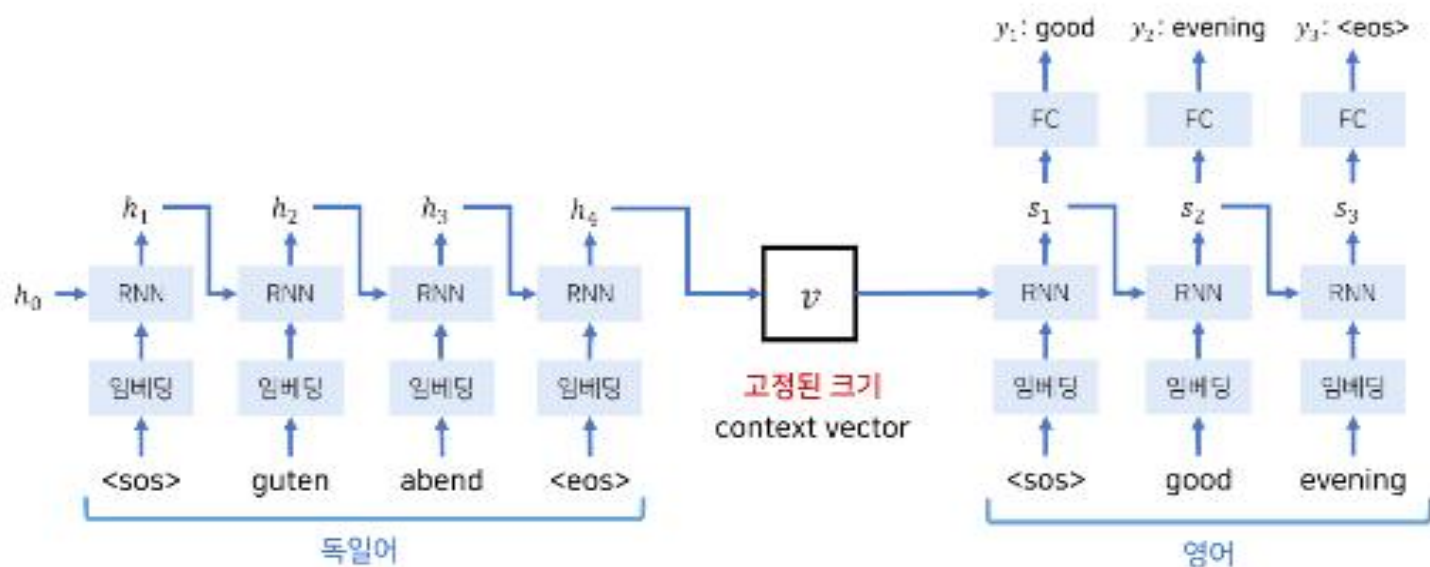 y₁: good y₂: evening y₃: <eos>
FC FC FC
h₁ h₂ h₃ h₄ s₁ s₂ s₃
h₀ RNN RNN RNN RNN v RNN RNN RNN
임베딩 임베딩 임베딩 임베딩 고정된 크기 임베딩 임베딩 임베딩
context vector
<sos> guten abend <eos> <sos> good evening
독일어 영어